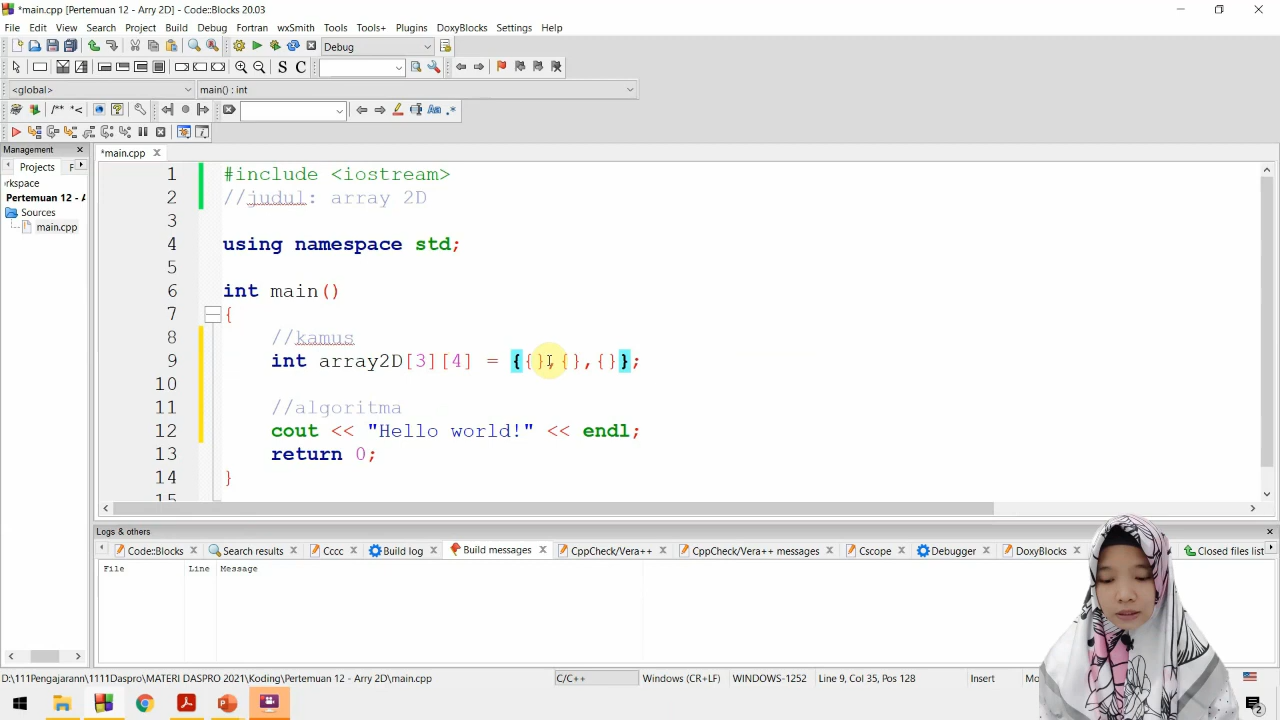 *main.cpp [Pertemuan 12 - Arry 2D] - Code::Blocks 20.03
File Edit View Search Project Build Debug Fortran wxSmith Tools Tools+ Plugins DoxyBlocks Settings Help
Debug
S C
<global> main() : int
/** *<
Aa .*
Management
*main.cpp
Projects F
rkspace
Pertemuan 12 - A
Sources
main.cpp
1 #include <iostream>
2 //judul: array 2D
3
4 using namespace std;
5
6 int main()
7 {
8 //kamus
9 int array2D[3][4] = {{},{},{}};
10
11 //algoritma
12 cout << "Hello world!" << endl;
13 return 0;
14 }
15
Logs & others
Code::Blocks Search results Cccc Build log Build messages CppCheck/Vera++ CppCheck/Vera++ messages Cscope Debugger DoxyBlocks Closed files list
File Line Message
D:\111Pengajarann\1111Daspro\MATERI DASPRO 2021\Koding\Pertemuan 12 - Arry 2D\main.cpp C/C++ Windows (CR+LF) WINDOWS-1252 Line 9, Col 35, Pos 128 Insert
2